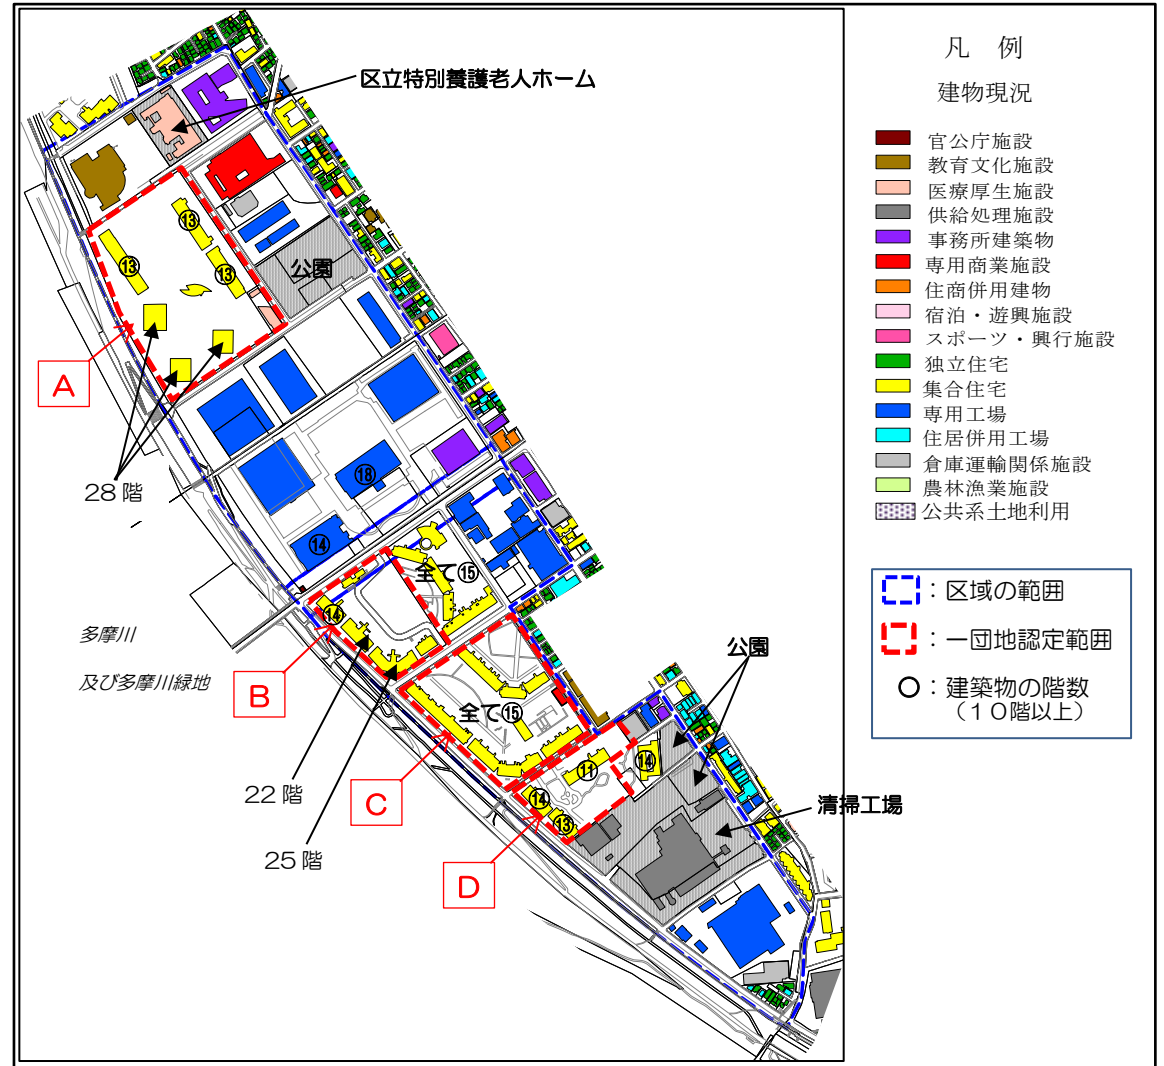 区立特別養護老人ホーム
⑬
⑬
⑬
公園
A
28階
⑱
⑭
全て⑮
⑭
多摩川
及び多摩川緑地
B
公園
全て⑮
⑪
⑭
22階
C
⑭
⑬
清掃工場
25階
D
凡 例
建物現況
官公庁施設
教育文化施設
医療厚生施設
供給処理施設
事務所建築物
専用商業施設
住商併用建物
宿泊・遊興施設
スポーツ・興行施設
独立住宅
集合住宅
専用工場
住居併用工場
倉庫運輸関係施設
農林漁業施設
公共系土地利用
：区域の範囲
：一団地認定範囲
○：建築物の階数
（１０階以上）